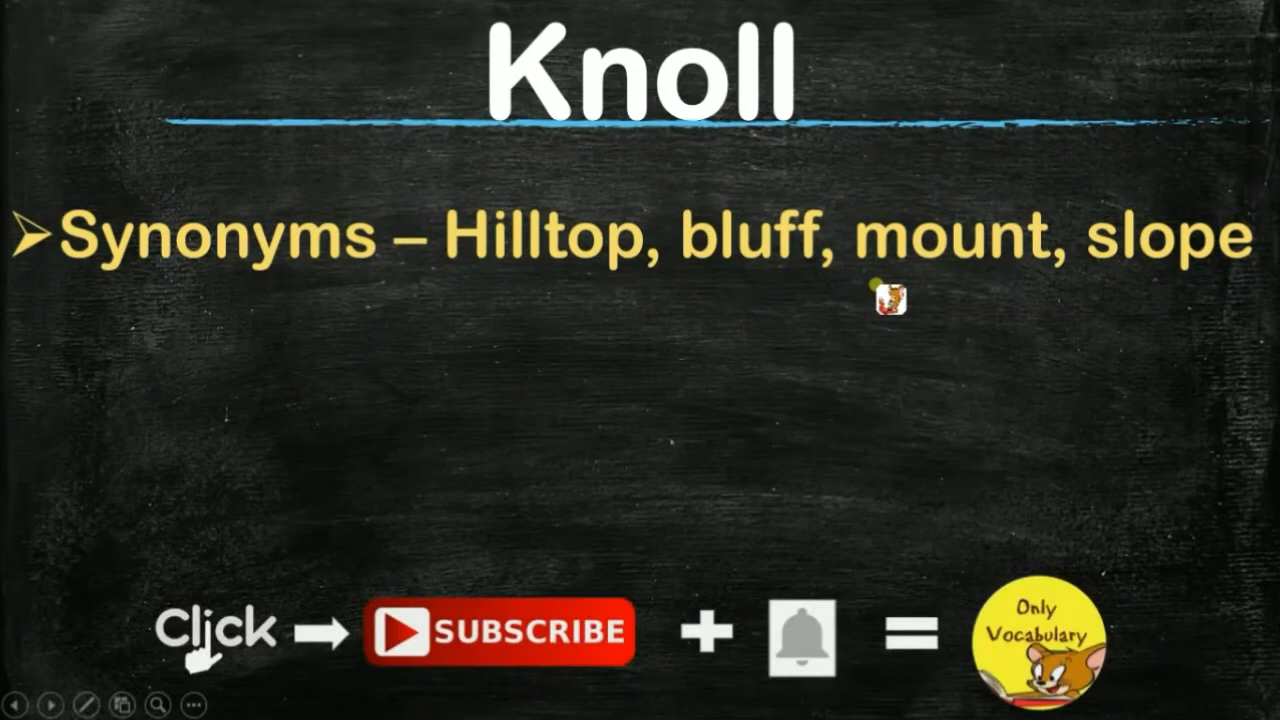 Knoll
➢Synonyms – Hilltop, bluff, mount, slope
Click
SUBSCRIBE
Only
Vocabulary